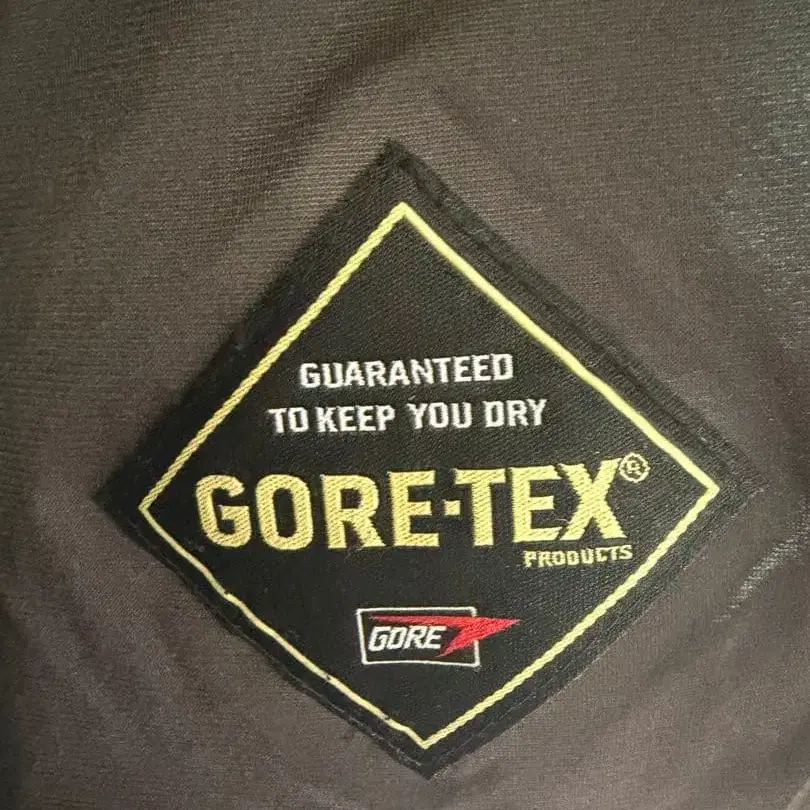 GUARANTEED
TO KEEP YOU DRY
GORE-TEX®
PRODUCTS
GORE